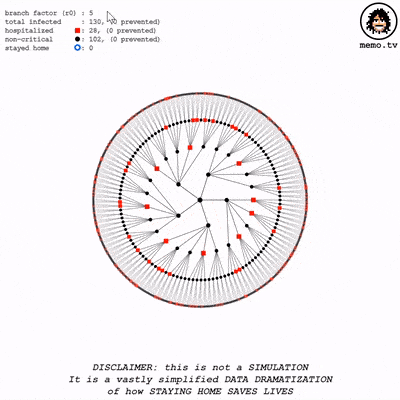 branch factor (r0) : 5
total infected : 130, (0 prevented)
hospitalized : 28, (0 prevented)
non-critical : 102, (0 prevented)
stayed home : 0
memo.tv
DISCLAIMER: this is not a SIMULATION
It is a vastly simplified DATA DRAMATIZATION
of how STAYING HOME SAVES LIVES